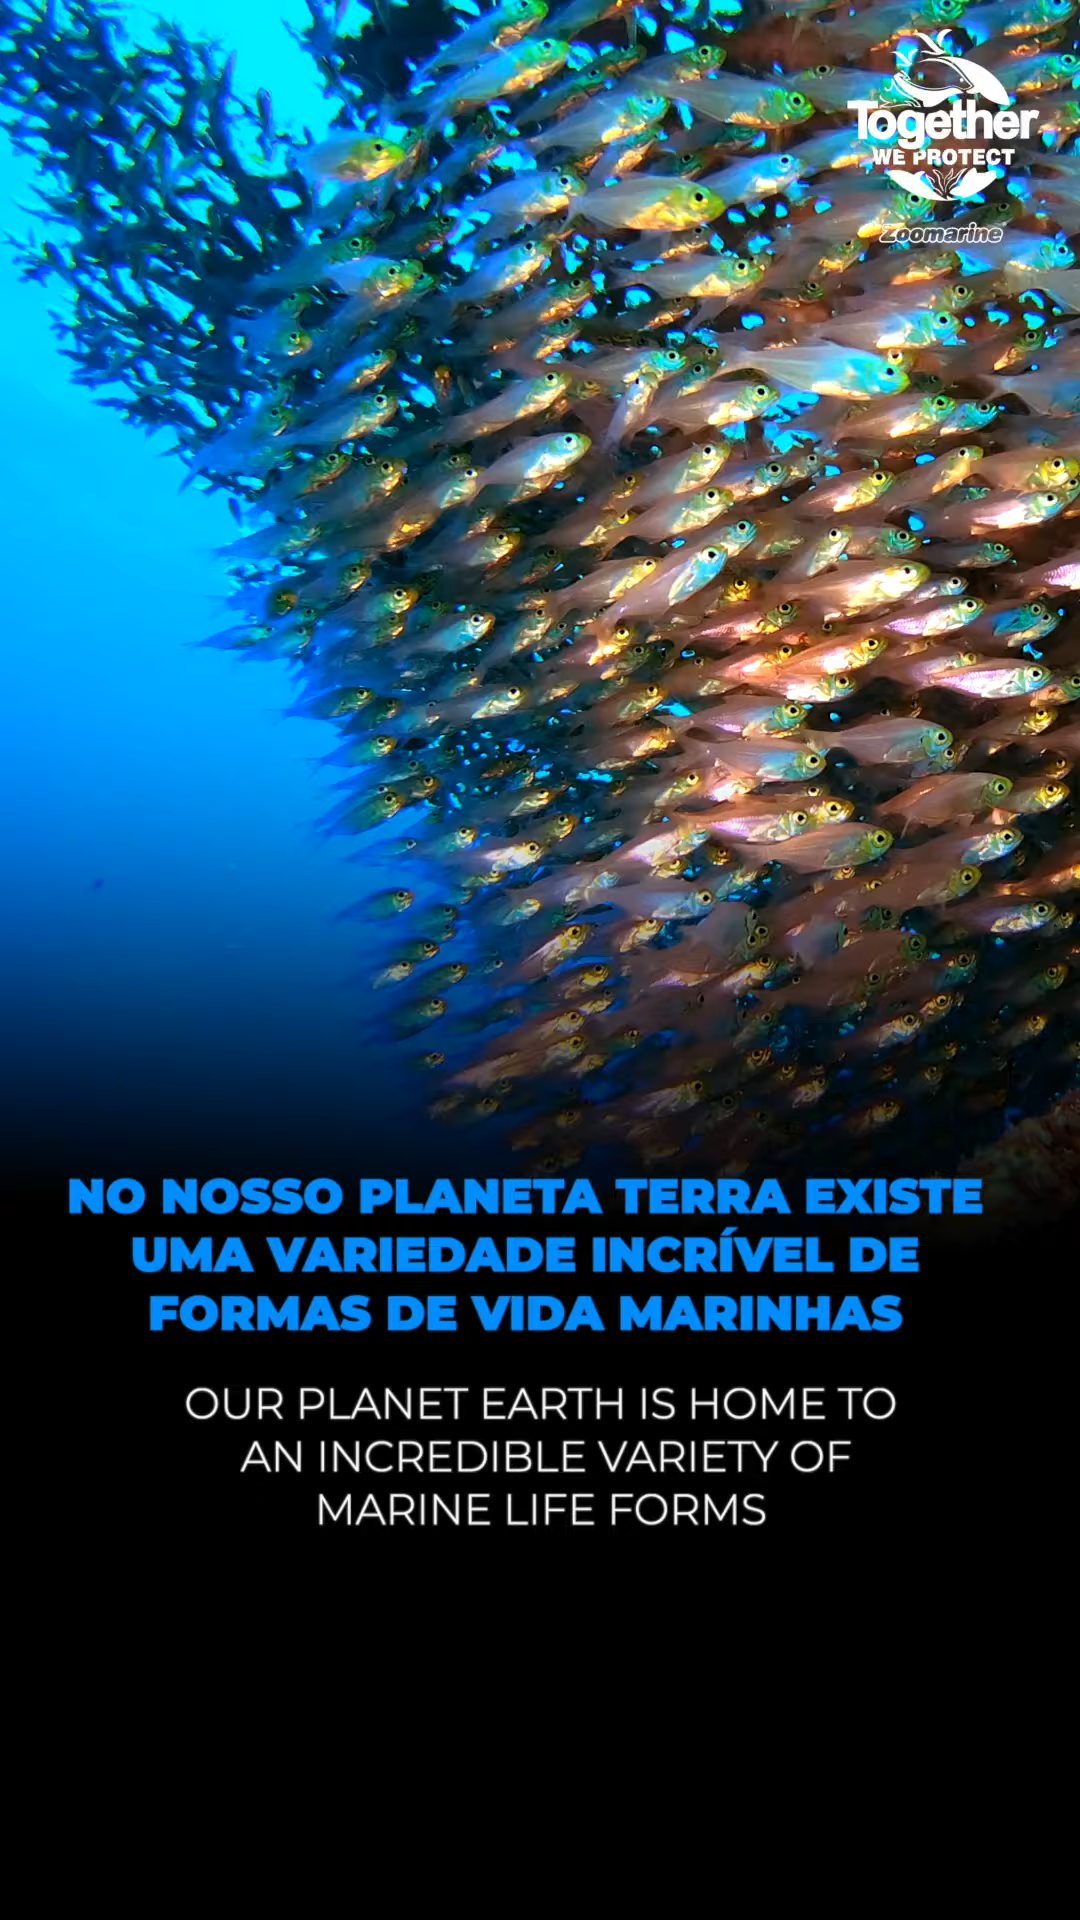 Together
WE PROTECT
Zoomarine
NO NOSSO PLANETA TERRA EXISTE
UMA VARIEDADE INCRÍVEL DE
FORMAS DE VIDA MARINHAS
OUR PLANET EARTH IS HOME TO
AN INCREDIBLE VARIETY OF
MARINE LIFE FORMS